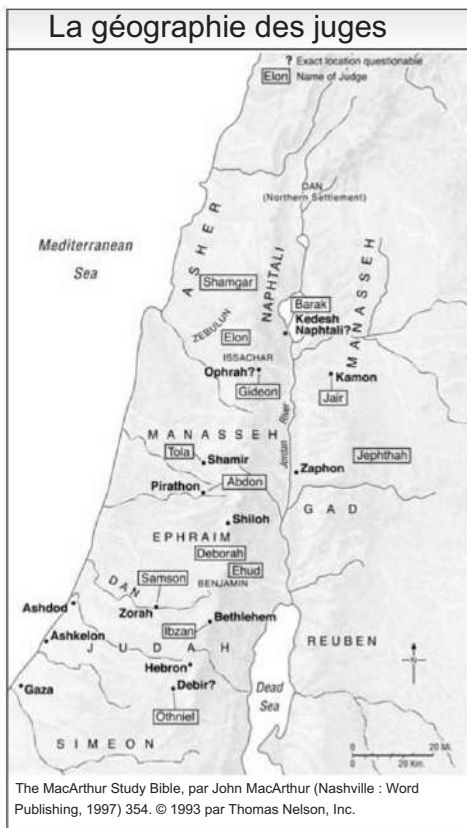 La géographie des juges
? Exact location questionable
Elon Name of Judge
DAN
(Northern Settlement)
Mediterranean
Sea
ASHER
NAPHTALI
MANASSEH
Shamgar
Barak
Kedesh
Naphtali?
ZEBULUN
Elon
ISSACHAR
Ophrah?
Gideon
Kamon
Jair
Jordan River
MANASSEH
Tola
Shamir
Jephthah
Zaphon
Abdon
Pirathon
GAD
Shiloh
EPHRAIM
Deborah
Ehud
BENJAMIN
DAN
Samson
Zorah
Ashdod
Bethlehem
Ibzan
Ashkelon
JUDAH
REUBEN
Hebron
Gaza
Debir?
Dead
Sea
Othniel
N
SIMEON
0 20 Mi.
0 20 Km.
The MacArthur Study Bible, par John MacArthur (Nashville : Word
Publishing, 1997) 354. © 1993 par Thomas Nelson, Inc.